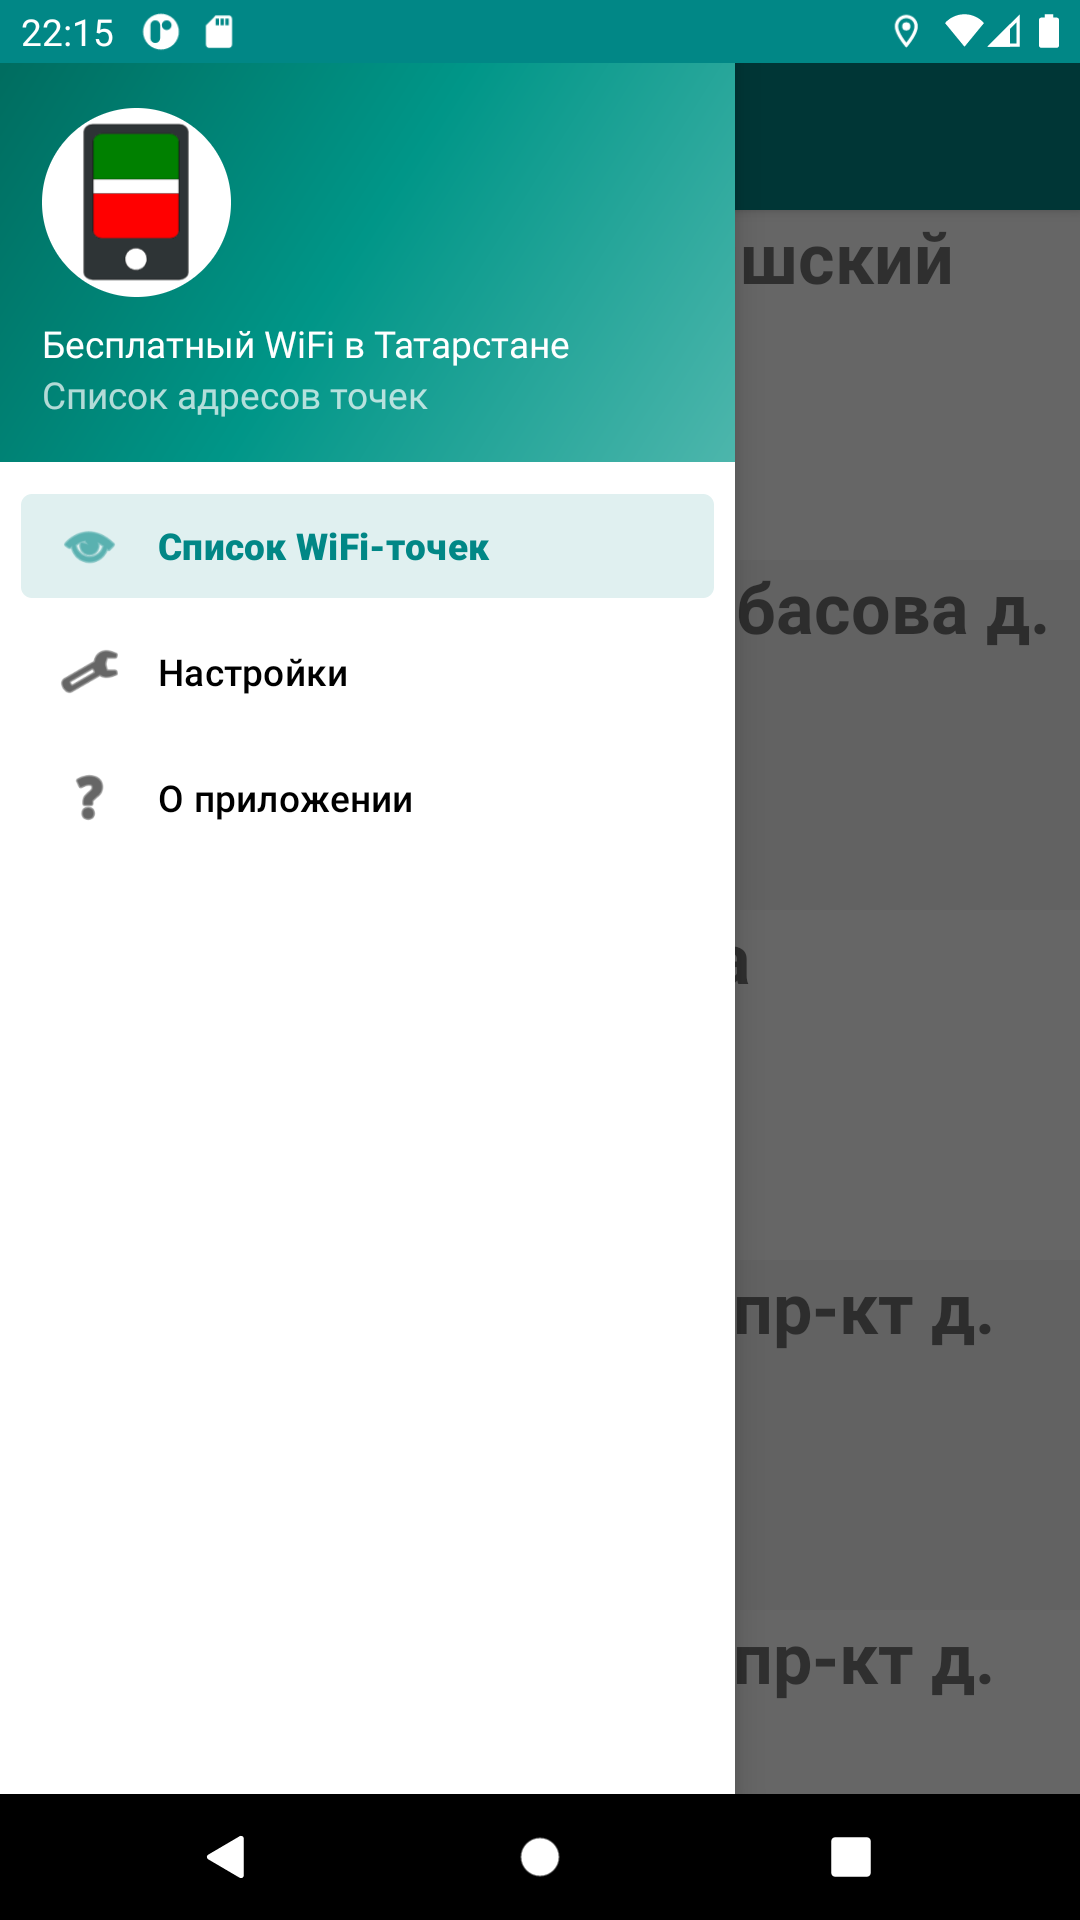 22:15
Бесплатный WiFi в Татарстане
Список адресов точек
Список WiFi-точек
Настройки
О приложении
шский
басова д.
а
пр-кт д.
пр-кт д.